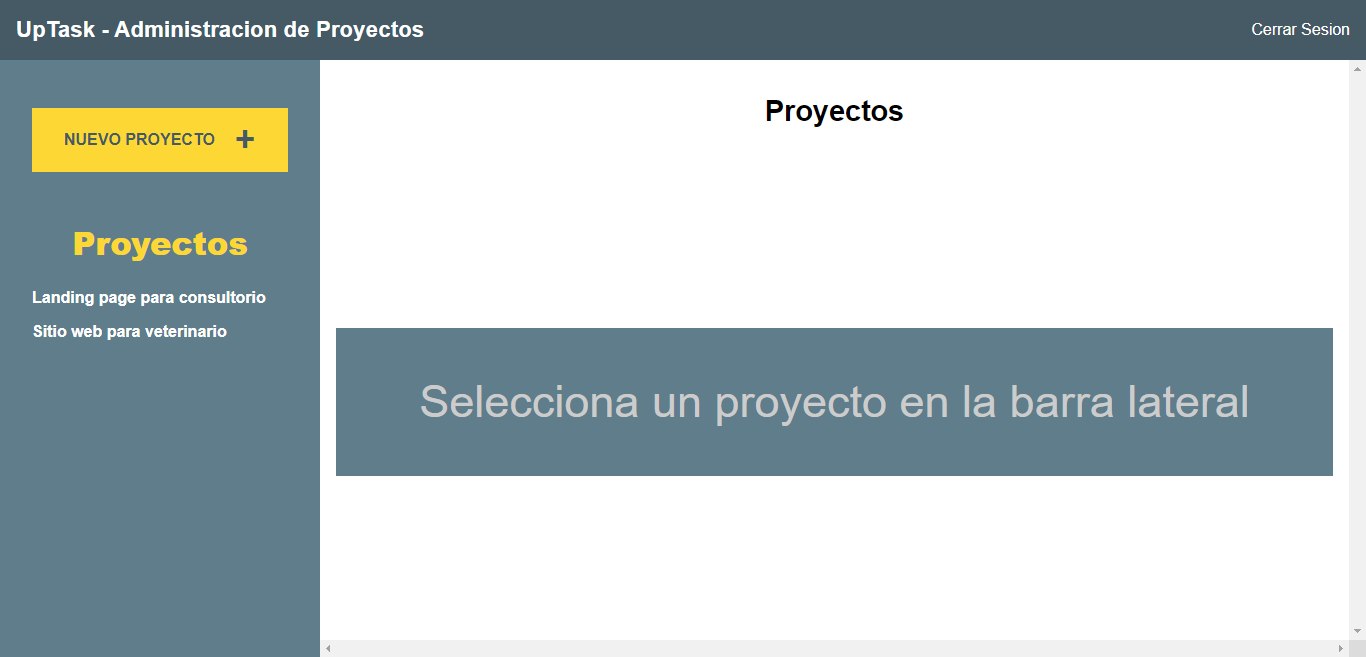 UpTask - Administracion de Proyectos
Cerrar Sesion
NUEVO PROYECTO +
Proyectos
Landing page para consultorio
Sitio web para veterinario
Proyectos
Selecciona un proyecto en la barra lateral